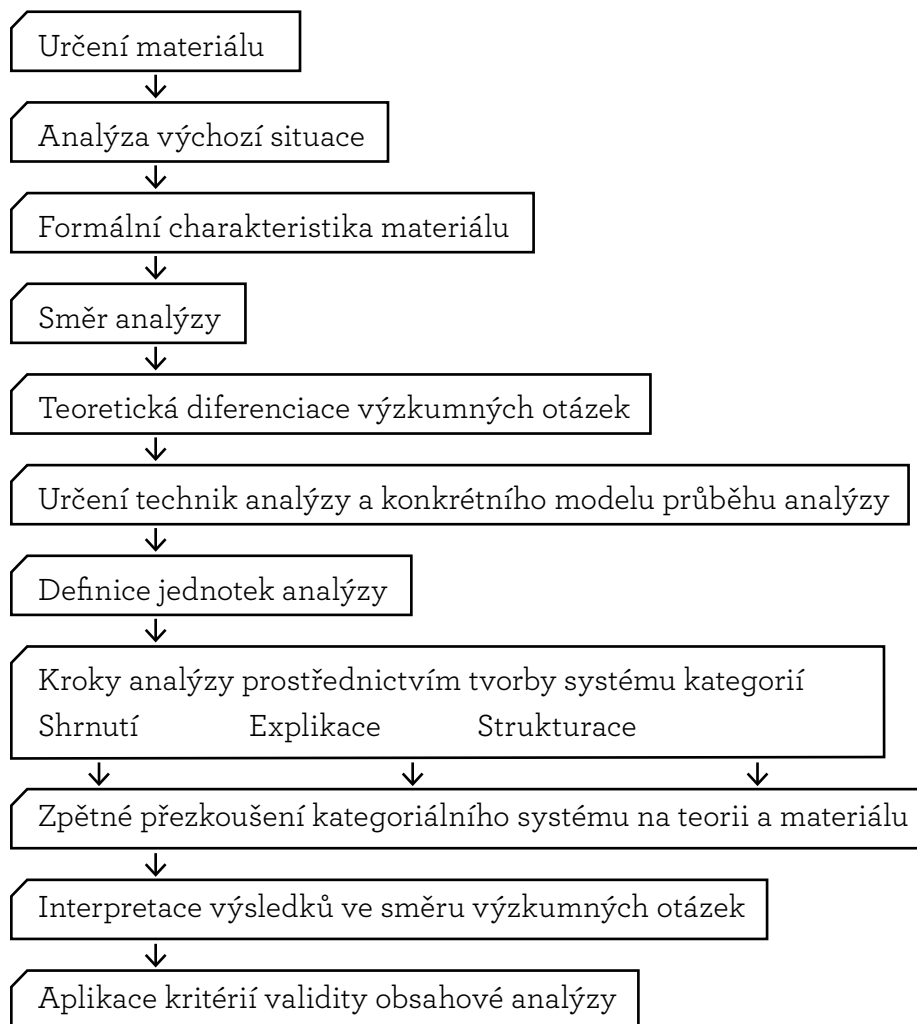 Určení materiálu
Analýza výchozí situace
Formální charakteristika materiálu
Směr analýzy
Teoretická diferenciace výzkumných otázek
Určení technik analýzy a konkrétního modelu průběhu analýzy
Definice jednotek analýzy
Kroky analýzy prostřednictvím tvorby systému kategorií
Shrnutí Explikace Strukturace
Zpětné přezkoušení kategoriálního systému na teorii a materiálu
Interpretace výsledků ve směru výzkumných otázek
Aplikace kritérií validity obsahové analýzy